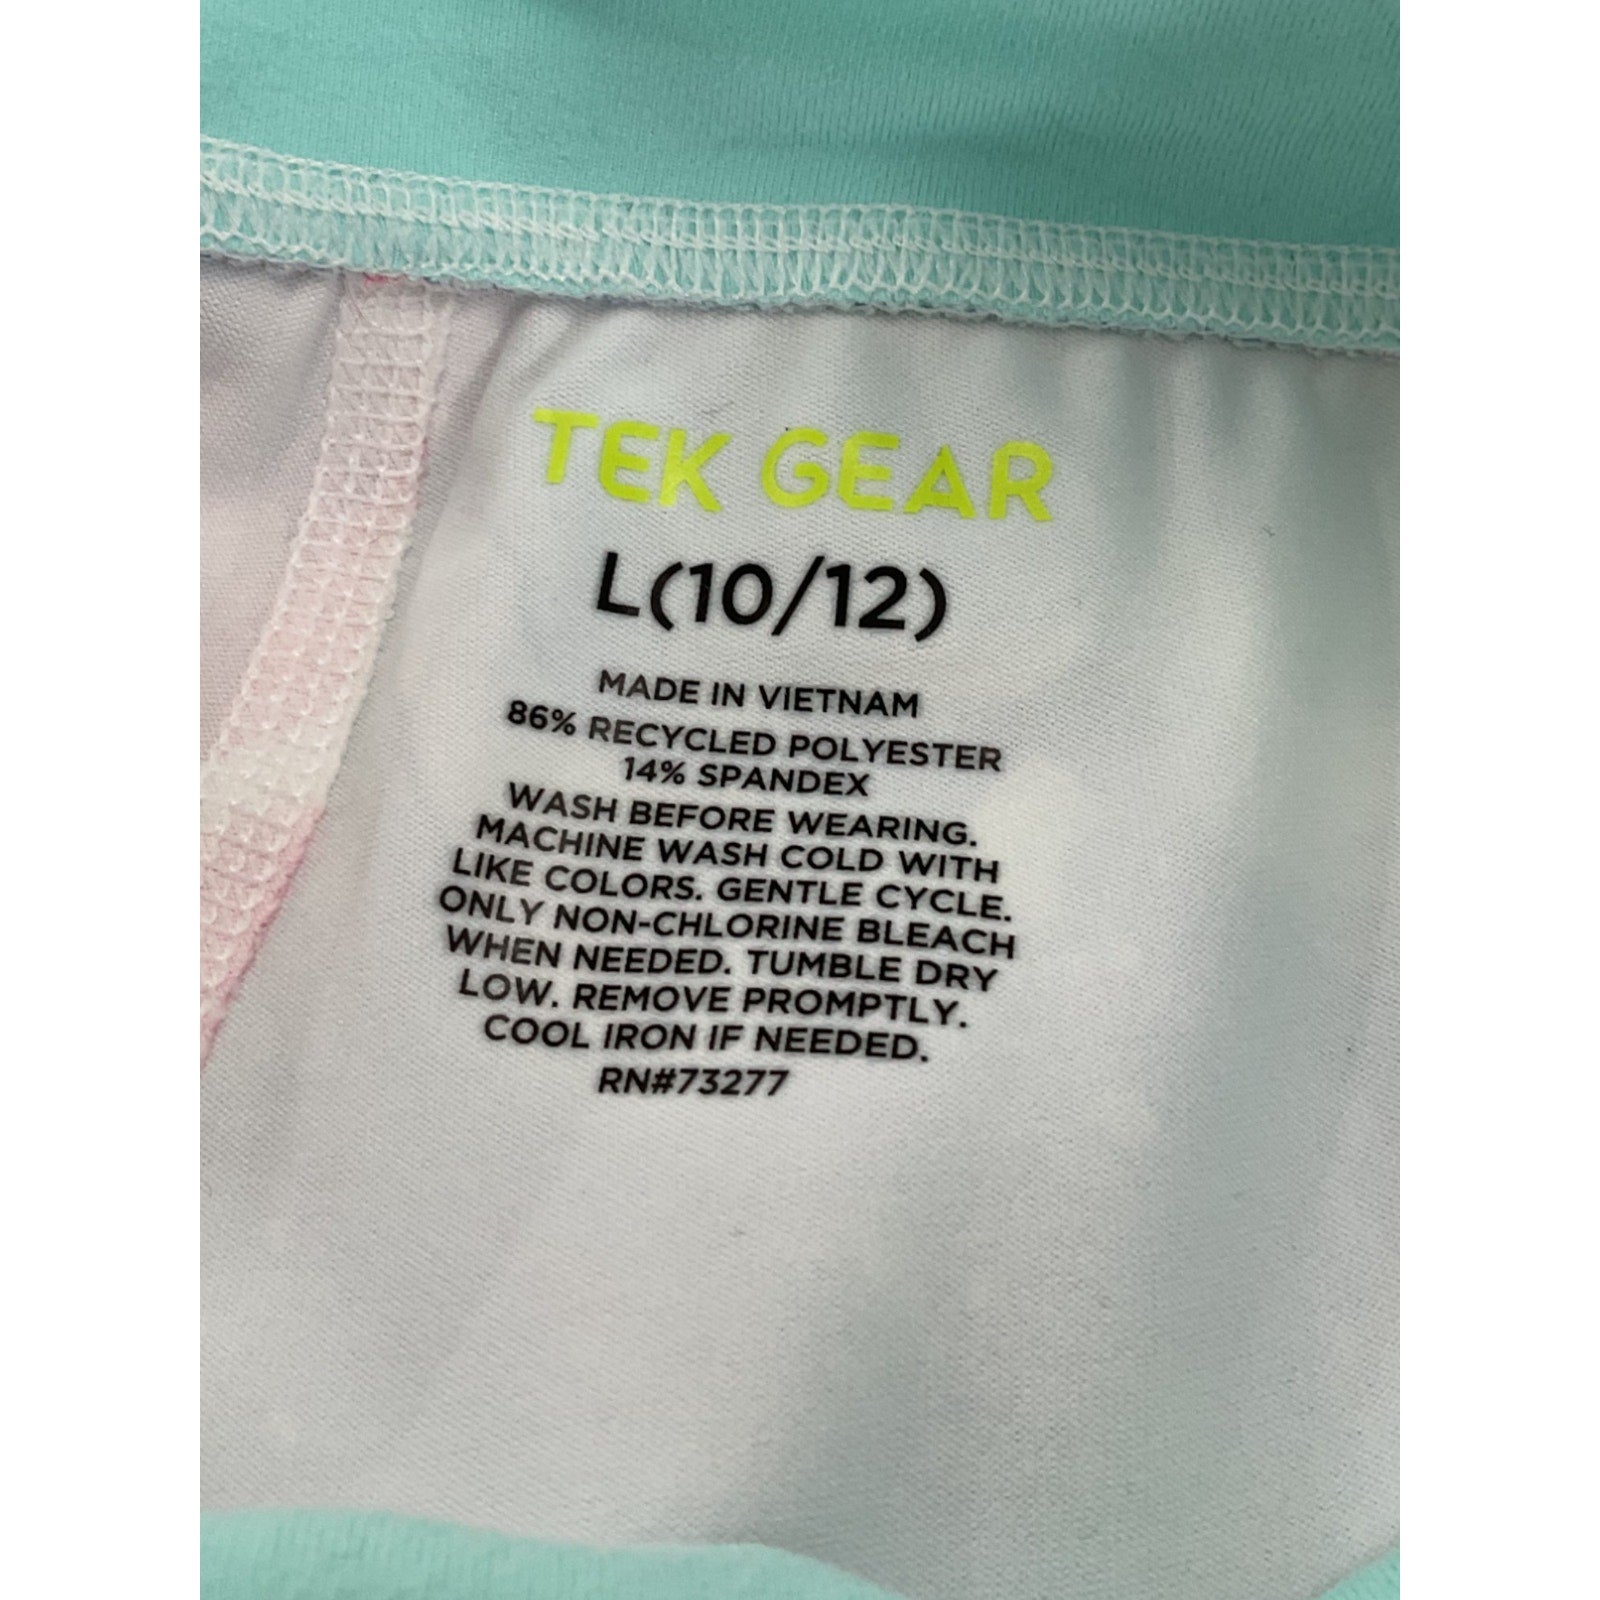 TEK GEAR
L(10/12)
MADE IN VIETNAM
86% RECYCLED POLYESTER
14% SPANDEX
WASH BEFORE WEARING.
MACHINE WASH COLD WITH
LIKE COLORS. GENTLE CYCLE.
ONLY NON-CHLORINE BLEACH
WHEN NEEDED. TUMBLE DRY
LOW. REMOVE PROMPTLY.
COOL IRON IF NEEDED.
RN#73277